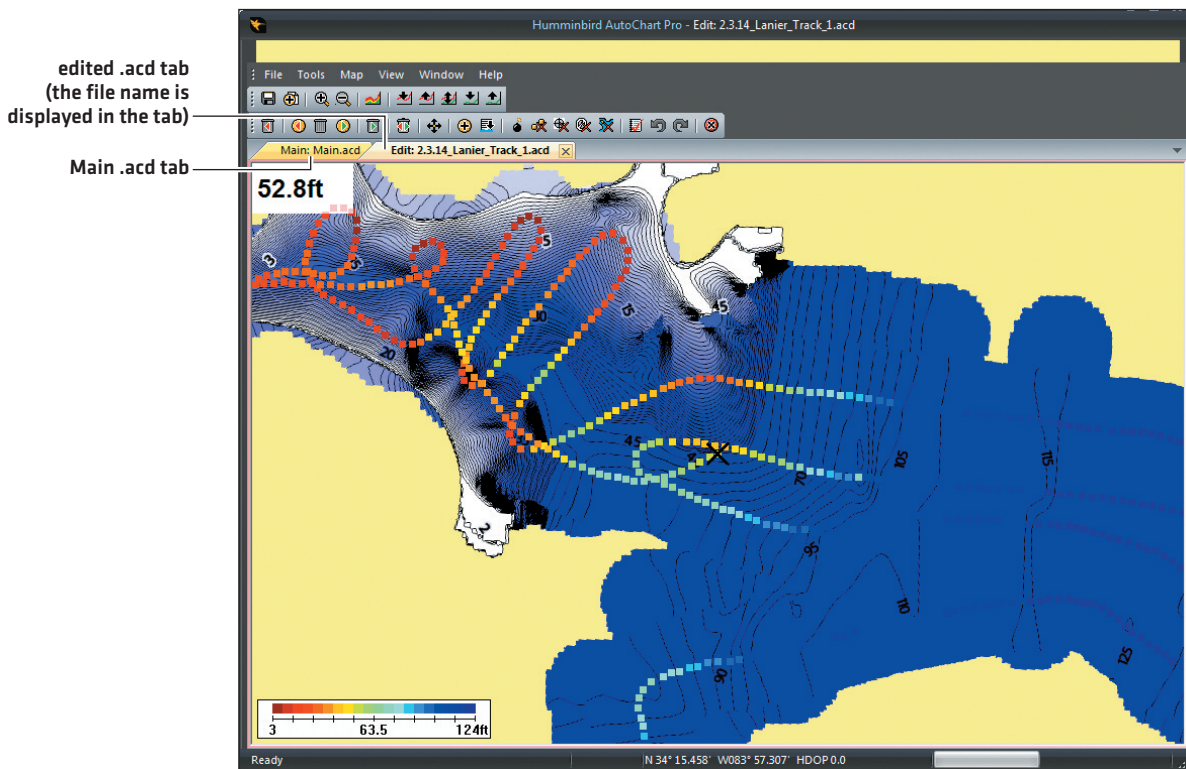 Humminbird AutoChart Pro - Edit: 2.3.14_Lanier_Track_1.acd
edited .acd tab
(the file name is
displayed in the tab)
Main .acd tab
File Tools Map View Window Help
Main: Main.acd
Edit: 2.3.14_Lanier_Track_1.acd
52.8ft
3
5
15
10
45
20
45
4
70
105
115
95
110
2
90
125
3 63.5 124ft
Ready
N 34° 15.458' W083° 57.307' HDOP 0.0